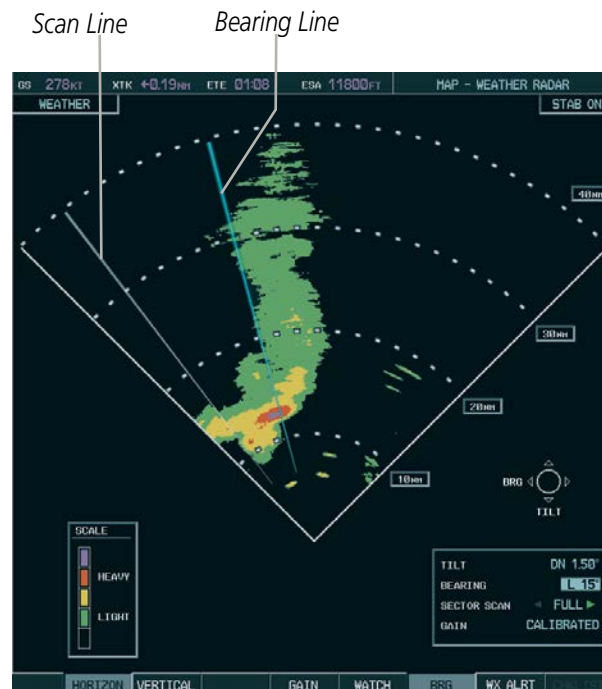 Scan Line Bearing Line
GS 278KT XTK ←0.19NM ETE 01:08 ESA 11800FT MAP - WEATHER RADAR
WEATHER STAB ON
40NM
30NM
20NM
10NM
BRG
TILT
SCALE
HEAVY
LIGHT
TILT DN 1.50°
BEARING L 15°
SECTOR SCAN ◄ FULL ►
GAIN CALIBRATED
HORIZON VERTICAL GAIN WATCH BRG WX ALRT